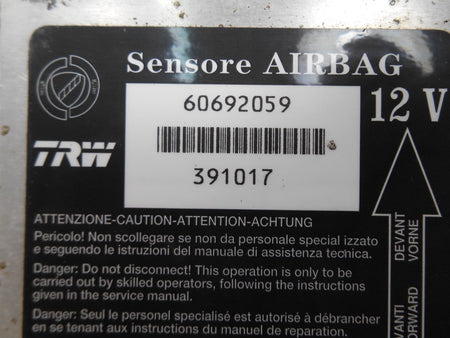 Sensore AIRBAG
60692059
12 V
TRW
391017
ATTENZIONE-CAUTION-ATTENTION-ACHTUNG
Pericolo! Non scollegare se non da personale special izzato
e seguendo le istruzioni del manuale di assistenza tecnica.
Danger: Do not disconnect! This operation is only to be
carried out by skilled operators, following the instructions
given in the service manual.
Danger: Seul le personel spécialisé est autorisé à débrancher
en se tenant aux instructions du manuel de reparation.
DEVANT
VORNE
AVANTI
FORWARD